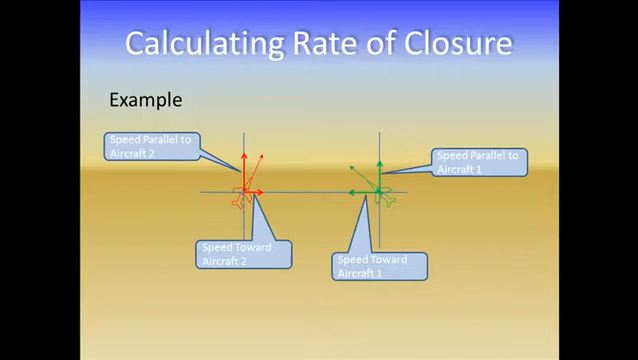 Calculating Rate of Closure
Example
Speed Parallel to
Aircraft 2
Speed Parallel to
Aircraft 1
Speed Toward
Aircraft 2
Speed Toward
Aircraft 1